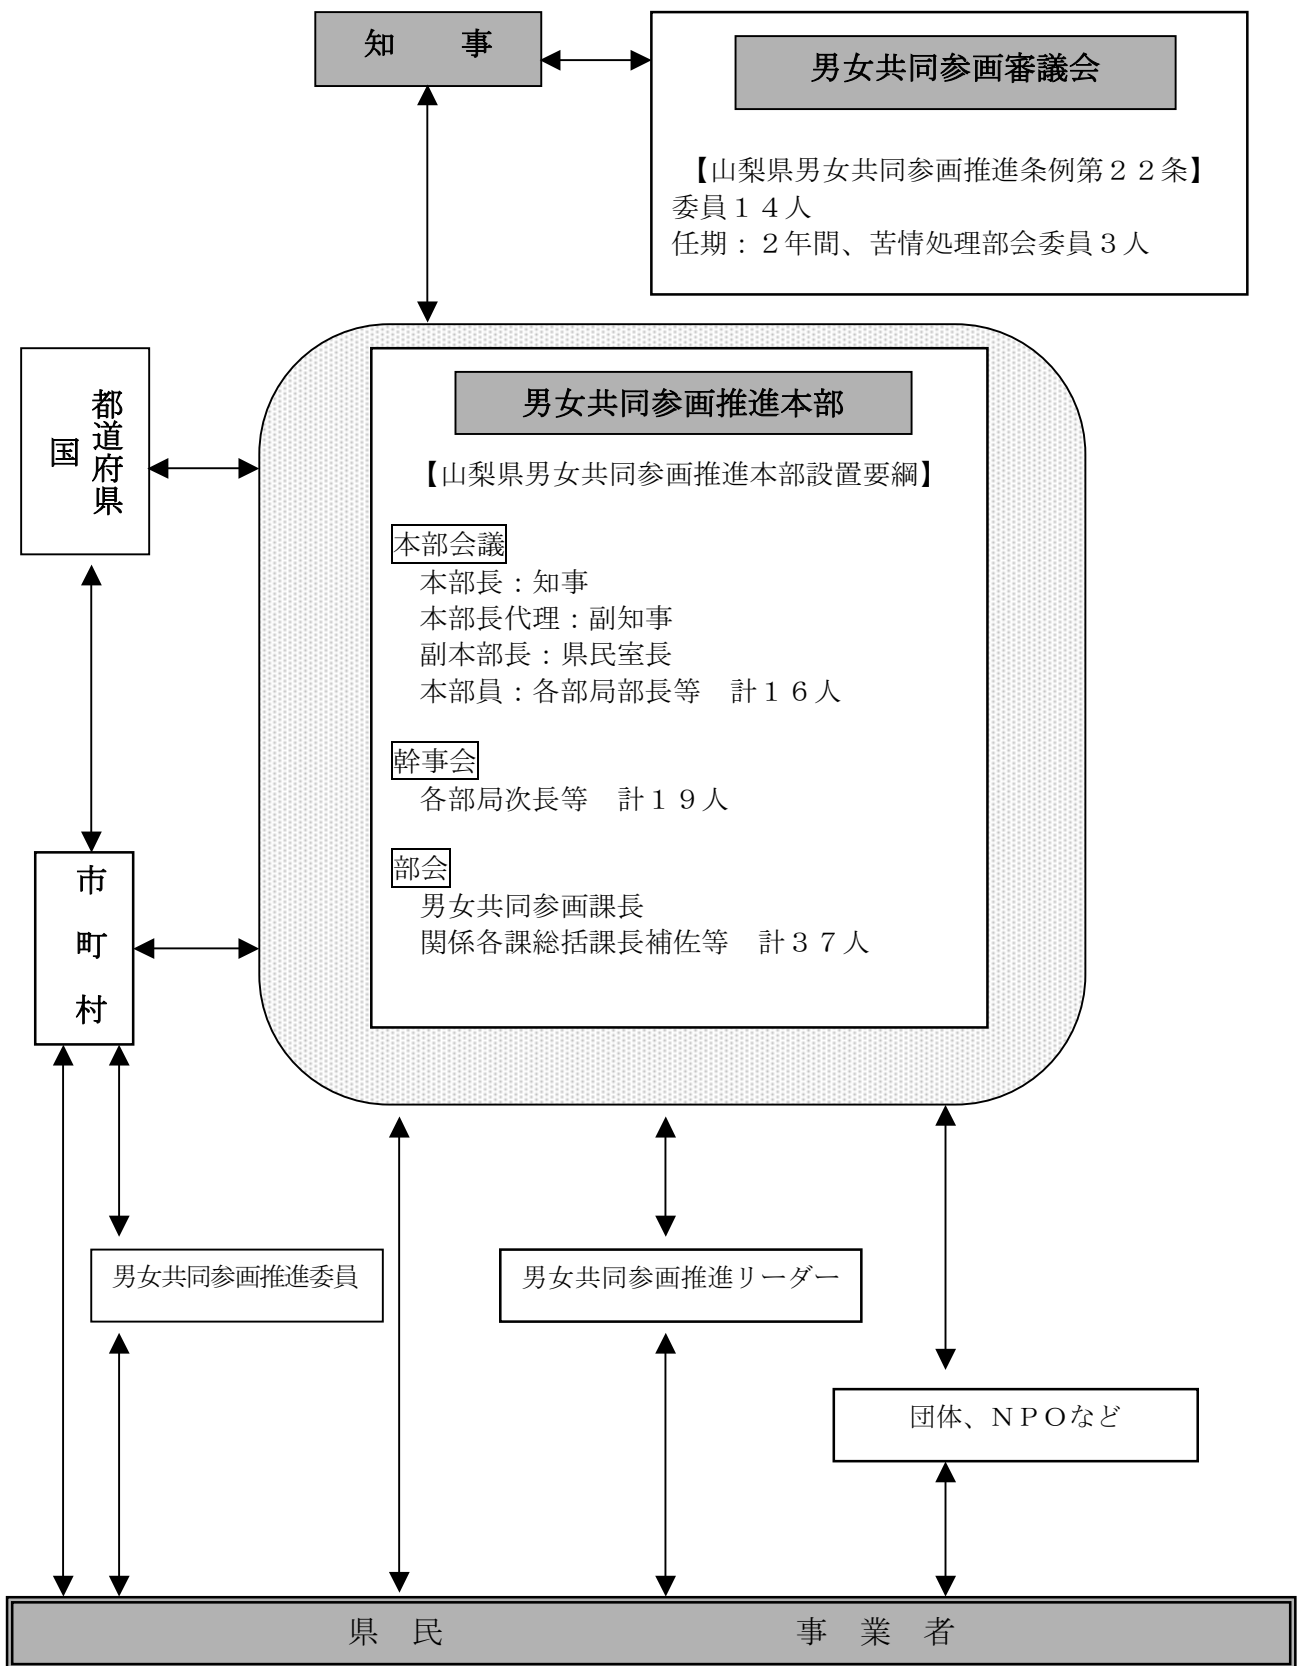 知　　事
男女共同参画審議会
【山梨県男女共同参画推進条例第２２条】
委員１４人
任期：２年間、苦情処理部会委員３人
都道府県
国
男女共同参画推進本部
【山梨県男女共同参画推進本部設置要綱】
本部会議
本部長：知事
本部長代理：副知事
副本部長：県民室長
本部員：各部局部長等　計１６人
幹事会
各部局次長等　計１９人
部会
男女共同参画課長
関係各課総括課長補佐等　計３７人
市町村
男女共同参画推進委員
男女共同参画推進リーダー
団体、ＮＰＯなど
県　民　　　　　　　　　　　事　業　者